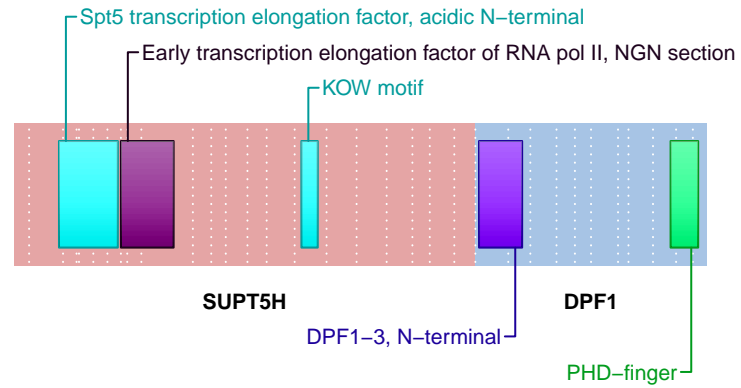 Spt5 transcription elongation factor, acidic N−terminal
Early transcription elongation factor of RNA pol II, NGN section
KOW motif
SUPT5H
DPF1
DPF1−3, N−terminal
PHD−finger